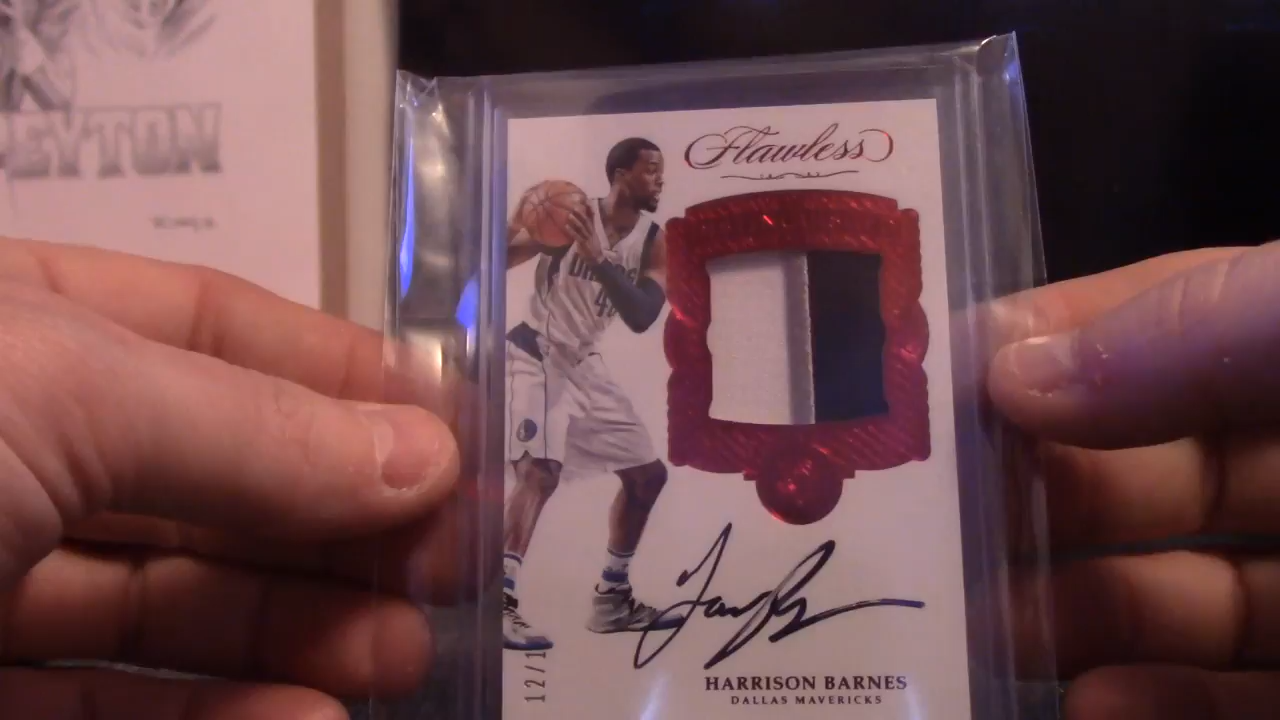 EYTON
Flawless
HARRISON BARNES
DALLAS MAVERICKS
12/1